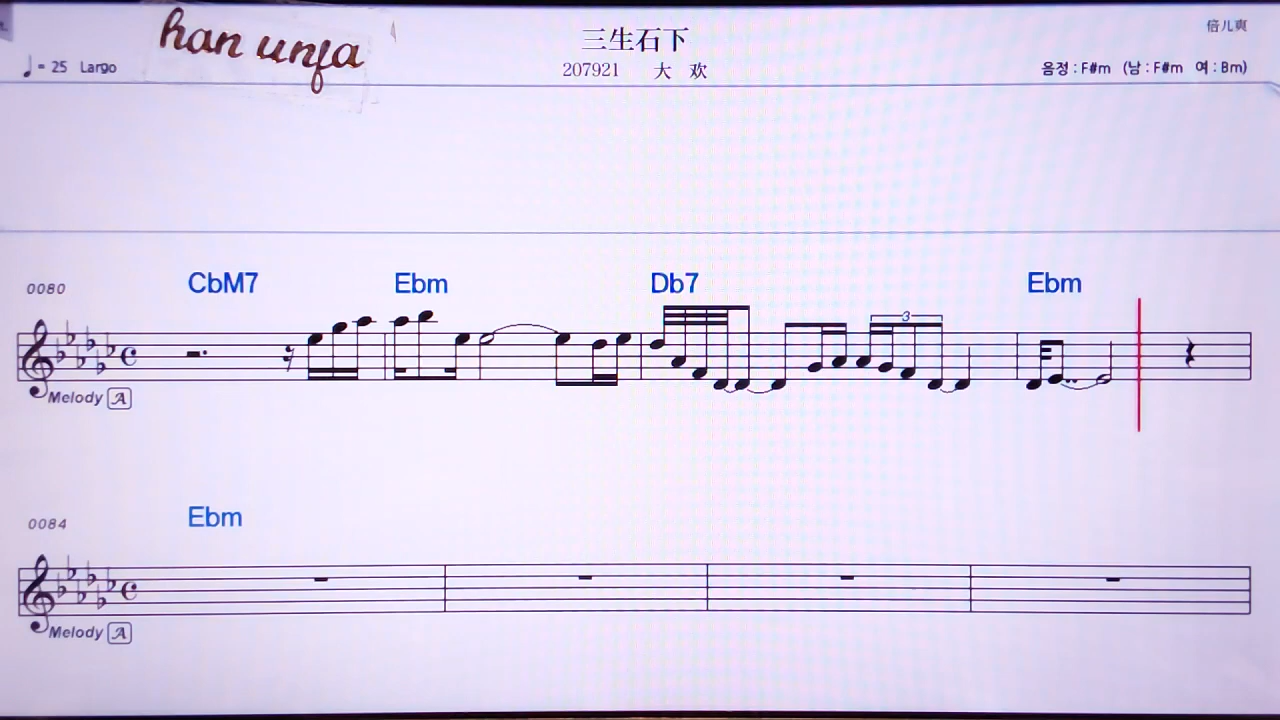 han unfa
三生石下
倍儿爽
♩= 25 Largo
207921 大 欢
음정 : F#m (남 : F#m 여 : Bm)
0080
CbM7 Ebm Db7 Ebm
3
Melody A
0084
Ebm
Melody A